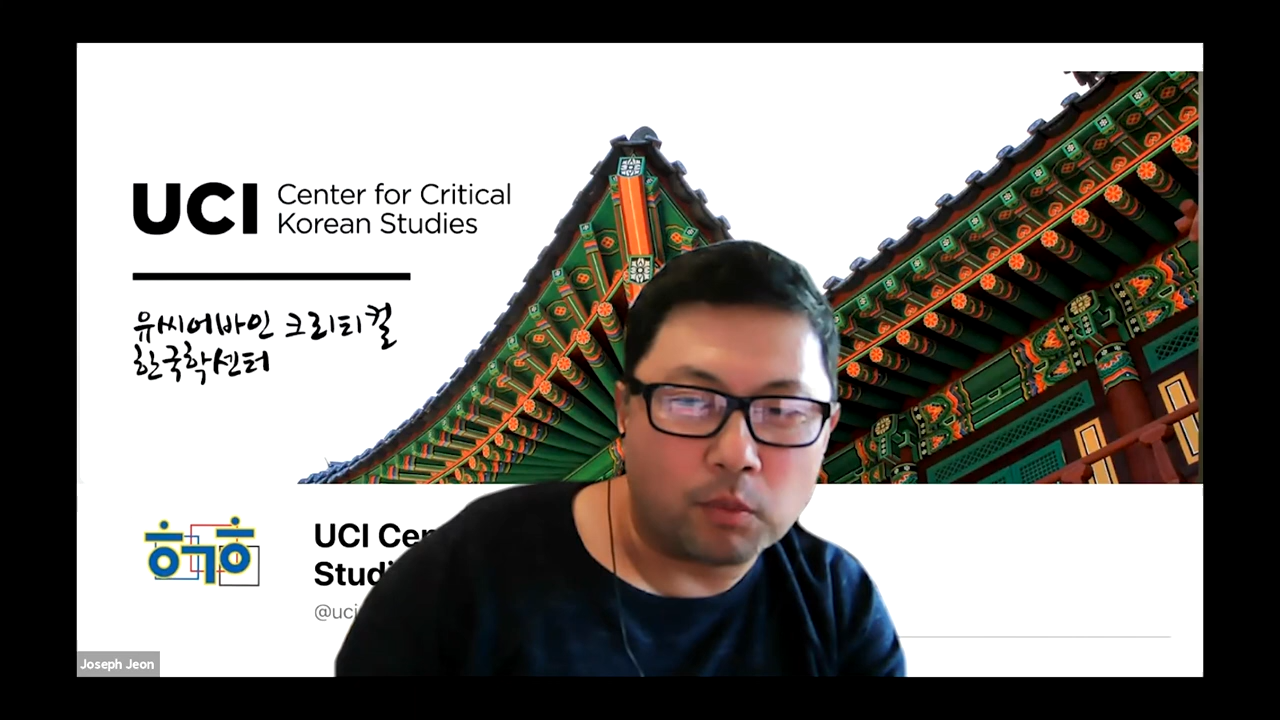 UCI Center for Critical
Korean Studies
유씨어바인 크리티컬
한국학센터
UCI Cen
Studi
@uci
Joseph Jeon